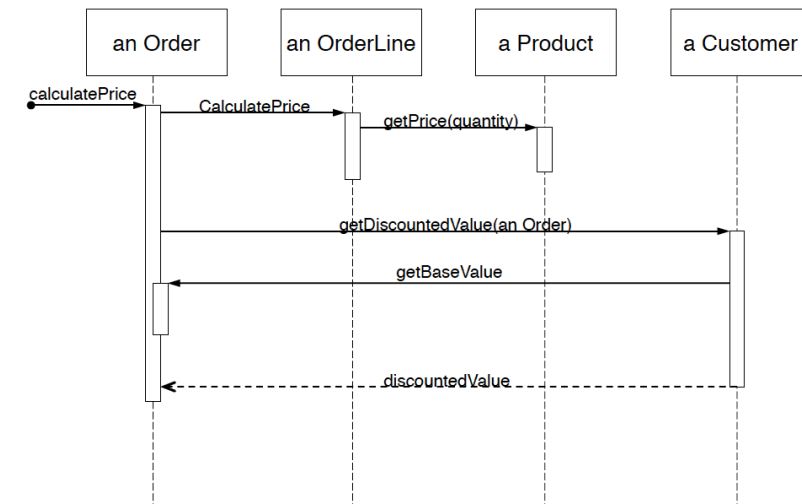 an Order
an OrderLine
a Product
a Customer
calculatePrice
CalculatePrice
getPrice(quantity)
getDiscountedValue(an Order)
getBaseValue
discountedValue